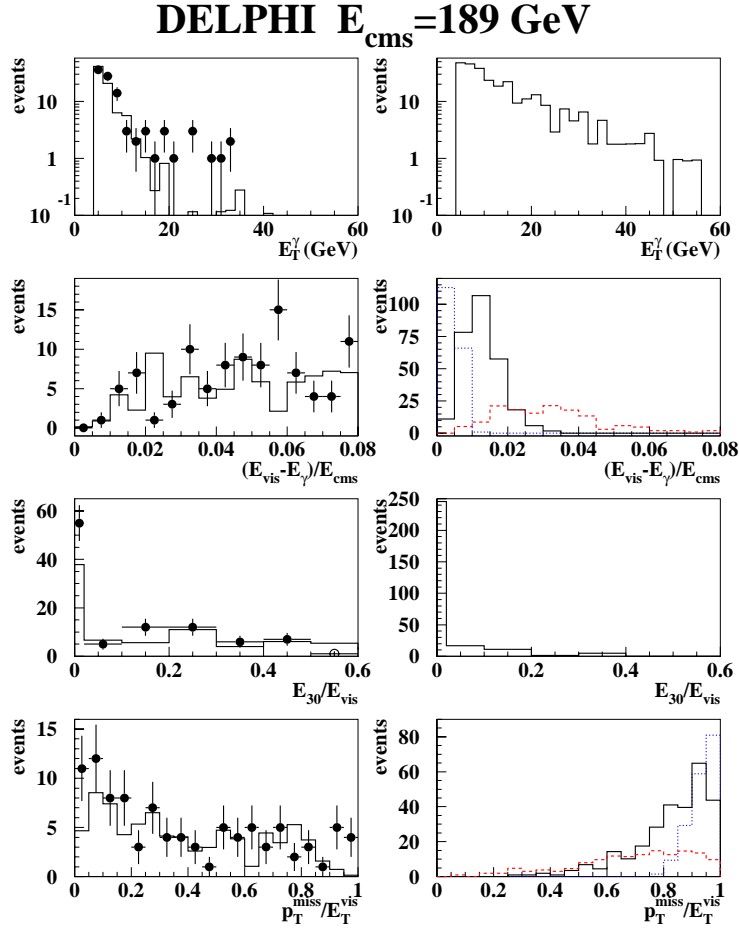 DELPHI E_cms=189 GeV
events
10
1
10^-1
0 20 40 60
E_T^γ (GeV)
events
10
1
10^-1
0 20 40 60
E_T^γ (GeV)
events
15
10
5
0
0 0.02 0.04 0.06 0.08
(E_vis-E_γ)/E_cms
events
100
75
50
25
0
0 0.02 0.04 0.06 0.08
(E_vis-E_γ)/E_cms
events
60
40
20
0
0 0.2 0.4 0.6
E_30/E_vis
events
250
200
150
100
50
0
0 0.2 0.4 0.6
E_30/E_vis
events
15
10
5
0
0 0.2 0.4 0.6 0.8 1
p_T^miss/E_T^vis
events
80
60
40
20
0
0 0.2 0.4 0.6 0.8 1
p_T^miss/E_T^vis